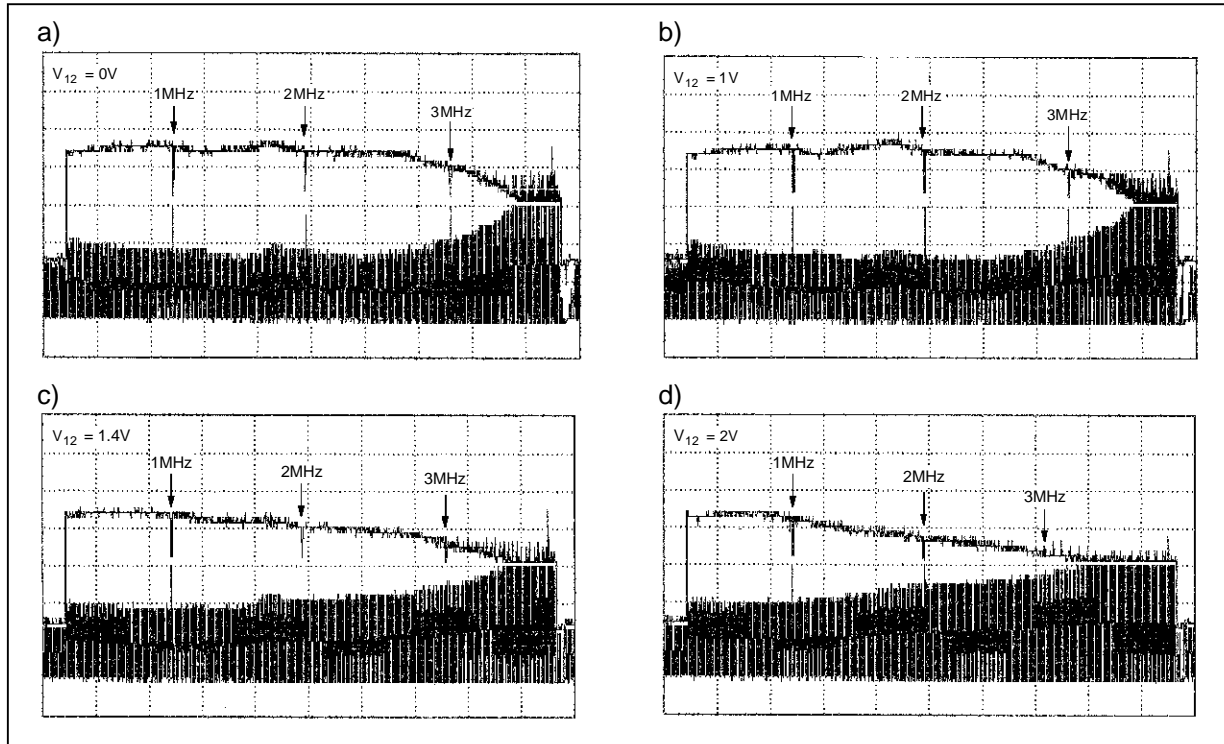 a)
V12 = 0V
1MHz
2MHz
3MHz
b)
V12 = 1V
1MHz
2MHz
3MHz
c)
V12 = 1.4V
1MHz
2MHz
3MHz
d)
V12 = 2V
1MHz
2MHz
3MHz